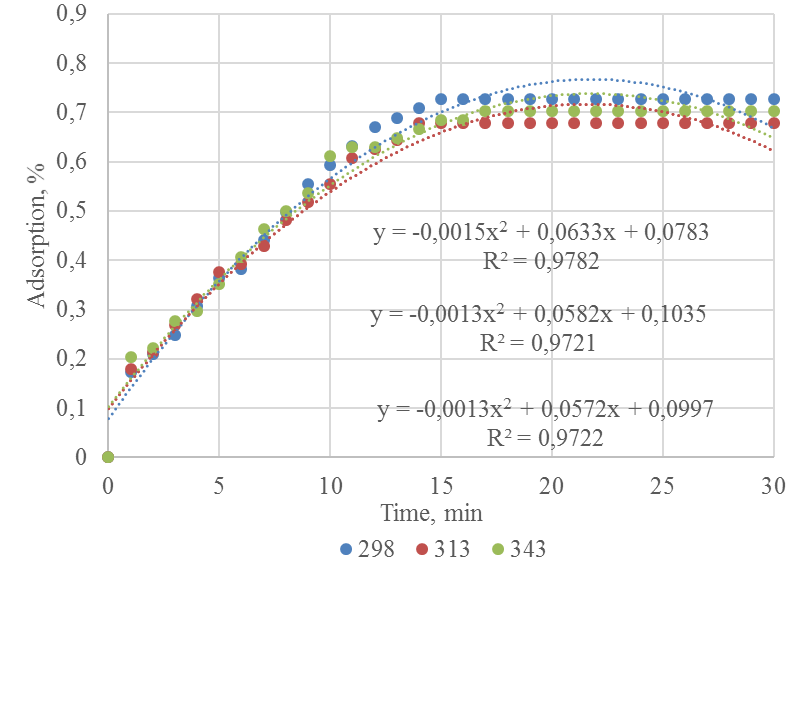 0,9
0,8
0,7
0,6
0,5
0,4
0,3
0,2
0,1
0
Adsorption, %
y = -0,0015x² + 0,0633x + 0,0783
R² = 0,9782
y = -0,0013x² + 0,0582x + 0,1035
R² = 0,9721
y = -0,0013x² + 0,0572x + 0,0997
R² = 0,9722
0 5 10 15 20 25 30
Time, min
298 313 343